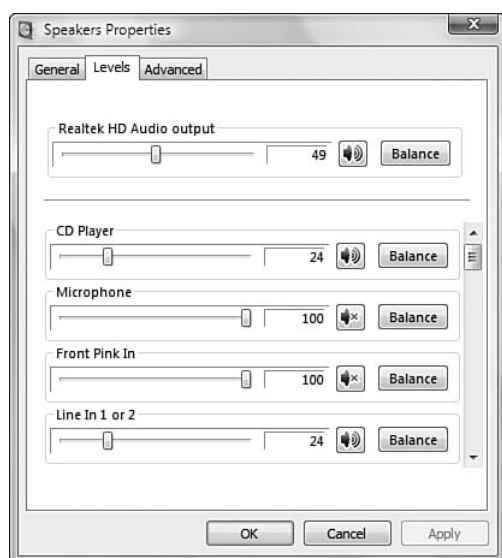 Speakers Properties
General Levels Advanced
Realtek HD Audio output
49 Balance
CD Player
24 Balance
Microphone
100 Balance
Front Pink In
100 Balance
Line In 1 or 2
24 Balance
OK Cancel Apply